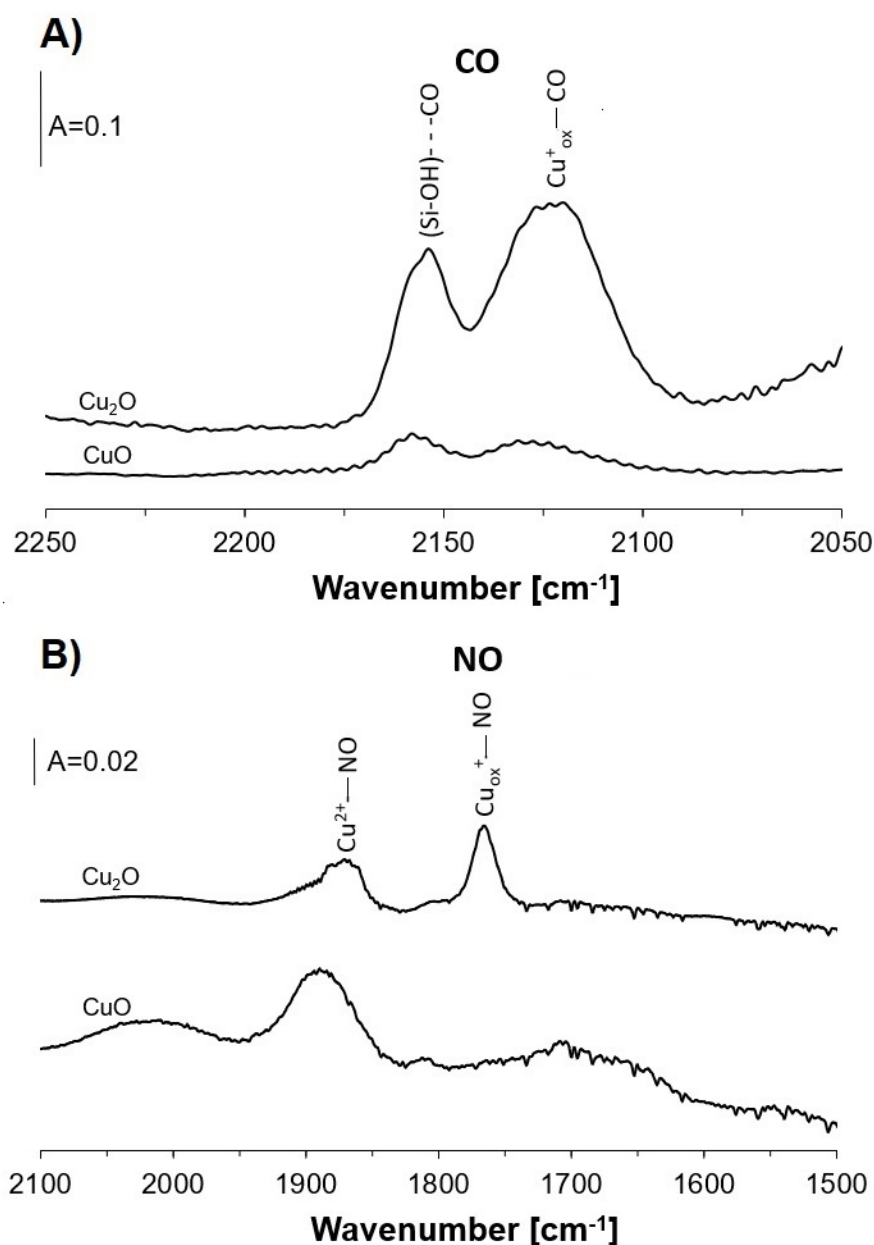 A)
CO
A=0.1
(Si-OH)- - -CO
Cu⁺ₒₓ—CO
Cu₂O
CuO
2250 2200 2150 2100 2050
Wavenumber [cm⁻¹]
B)
NO
A=0.02
Cu²⁺—NO
Cuₒₓ⁺—NO
Cu₂O
CuO
2100 2000 1900 1800 1700 1600 1500
Wavenumber [cm⁻¹]